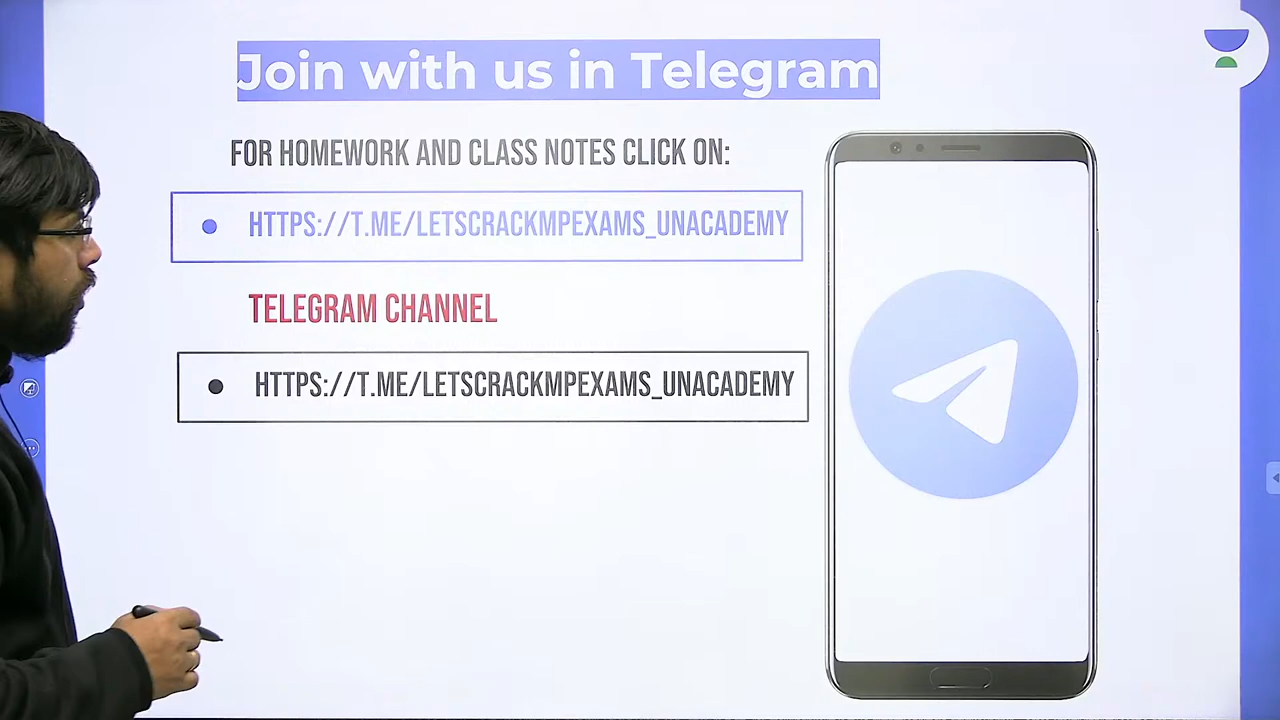 Join with us in Telegram
FOR HOMEWORK AND CLASS NOTES CLICK ON:
HTTPS://T.ME/LETSCRACKMPEXAMS_UNACADEMY
TELEGRAM CHANNEL
HTTPS://T.ME/LETSCRACKMPEXAMS_UNACADEMY